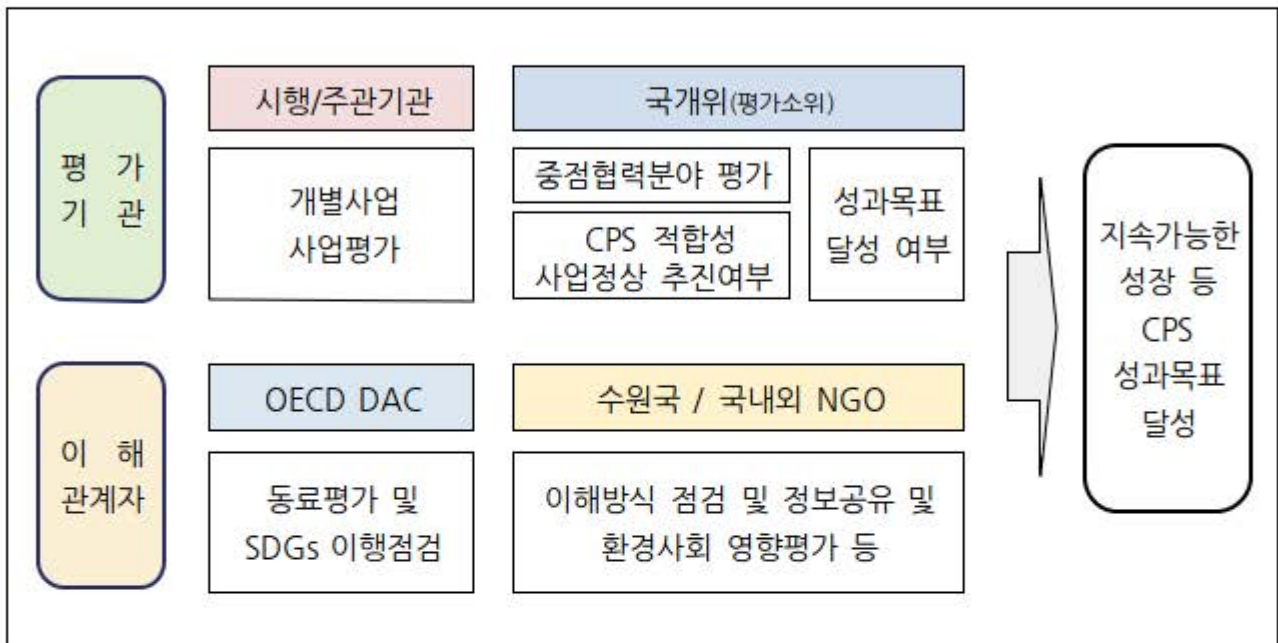 평 가
기 관
시행/주관기관
개별사업
사업평가
국개위(평가소위)
중점협력분야 평가
CPS 적합성
사업정상 추진여부
성과목표
달성 여부
이 해
관계자
OECD DAC
동료평가 및
SDGs 이행점검
수원국 / 국내외 NGO
이해방식 점검 및 정보공유 및
환경사회 영향평가 등
지속가능한
성장 등
CPS
성과목표
달성